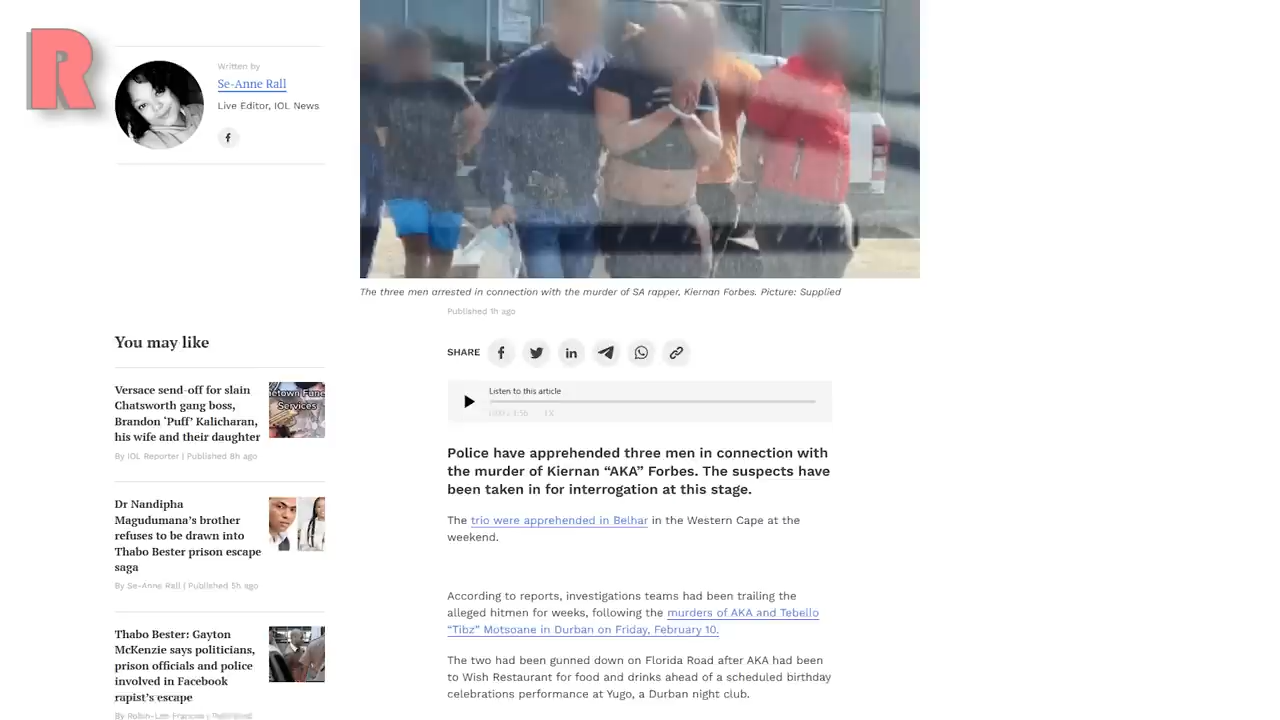 R
Written by
Se-Anne Rall
Live Editor, IOL News
The three men arrested in connection with the murder of SA rapper, Kiernan Forbes. Picture: Supplied
Published 1h ago
SHARE
Listen to this article
1X
Police have apprehended three men in connection with
the murder of Kiernan “AKA” Forbes. The suspects have
been taken in for interrogation at this stage.
The trio were apprehended in Belhar in the Western Cape at the
weekend.
According to reports, investigations teams had been trailing the
alleged hitmen for weeks, following the murders of AKA and Tebello
“Tibz” Motsoane in Durban on Friday, February 10.
The two had been gunned down on Florida Road after AKA had been
to Wish Restaurant for food and drinks ahead of a scheduled birthday
celebrations performance at Yugo, a Durban night club.
You may like
Versace send-off for slain
Chatsworth gang boss,
Brandon ‘Puff’ Kalicharan,
his wife and their daughter
By IOL Reporter | Published 8h ago
Services
Dr Nandipha
Magudumana’s brother
refuses to be drawn into
Thabo Bester prison escape
saga
By Se-Anne Rall | Published 5h ago
Thabo Bester: Gayton
McKenzie says politicians,
prison officials and police
involved in Facebook
rapist’s escape